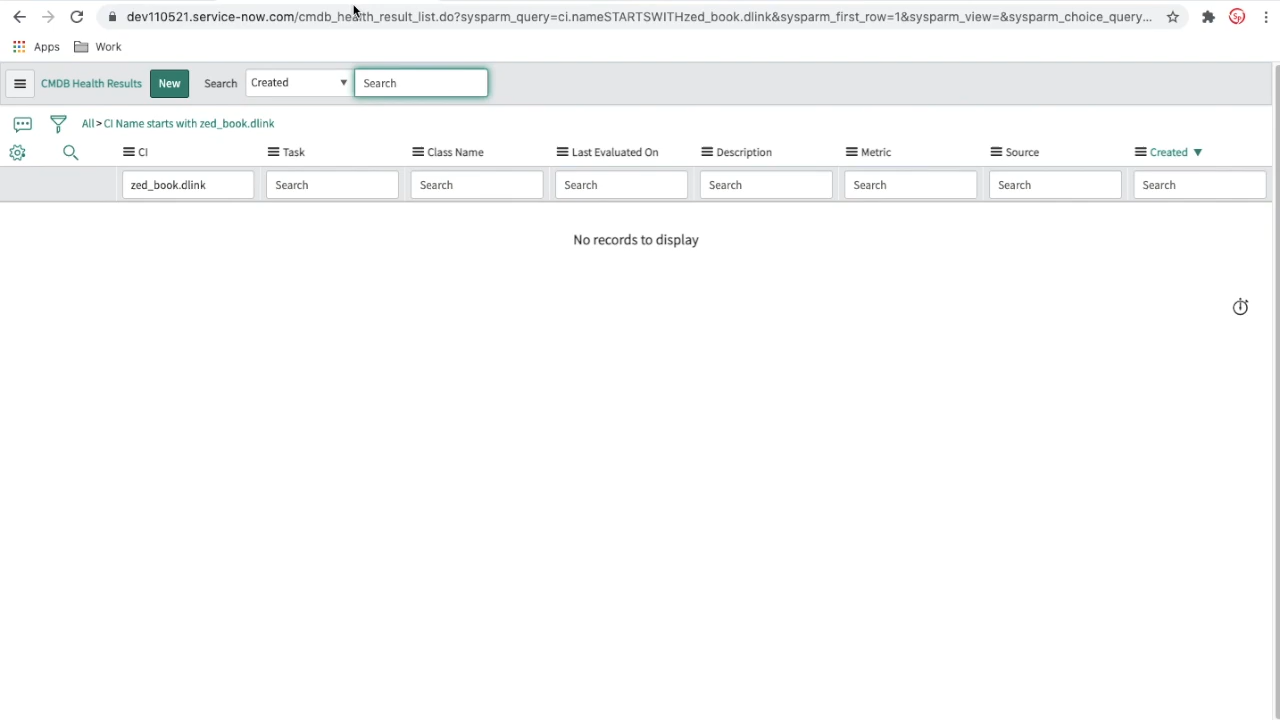 dev110521.service-now.com/cmdb_health_result_list.do?sysparm_query=ci.nameSTARTSWITHzed_book.dlink&sysparm_first_row=1&sysparm_view=&sysparm_choice_query...
Sp
Apps Work
CMDB Health Results New Search Created Search
All > CI Name starts with zed_book.dlink
CI Task Class Name Last Evaluated On Description Metric Source Created
zed_book.dlink Search Search Search Search Search Search Search
No records to display